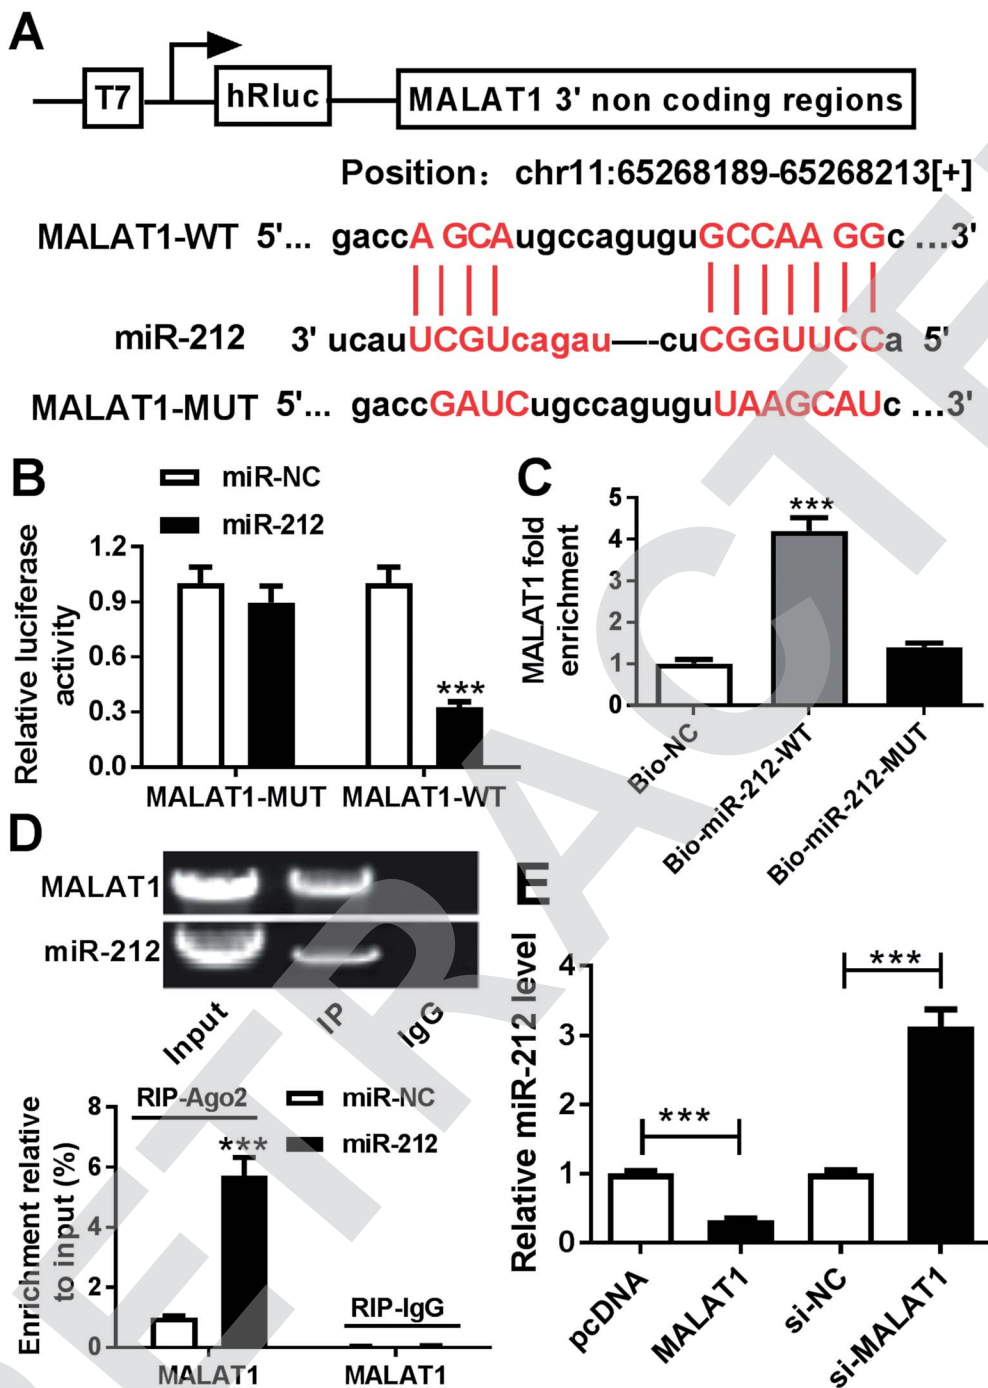 A
T7
hRluc
MALAT1 3' non coding regions
Position: chr11:65268189-65268213[+]
MALAT1-WT 5'... gaccA GCAugccaguguGCCAA GGc ...3'
miR-212 3' ucauUCGUcagau—--cuCGGUUCCa 5'
MALAT1-MUT 5'... gaccGAUCugccaguguUAAGCAUc ...3'
B
miR-NC
miR-212
Relative luciferase
activity
1.2
0.9
0.6
0.3
0.0
***
MALAT1-MUT
MALAT1-WT
C
MALAT1 fold
enrichment
5
4
3
2
1
0
***
Bio-NC
Bio-miR-212-WT
Bio-miR-212-MUT
D
MALAT1
miR-212
Input
IP
IgG
Enrichment relative
to input (%)
8
6
4
2
0
RIP-Ago2
miR-NC
miR-212
***
RIP-IgG
MALAT1
MALAT1
E
Relative miR-212 level
4
3
2
1
0
***
***
pcDNA
MALAT1
si-NC
si-MALAT1
RETRACTE